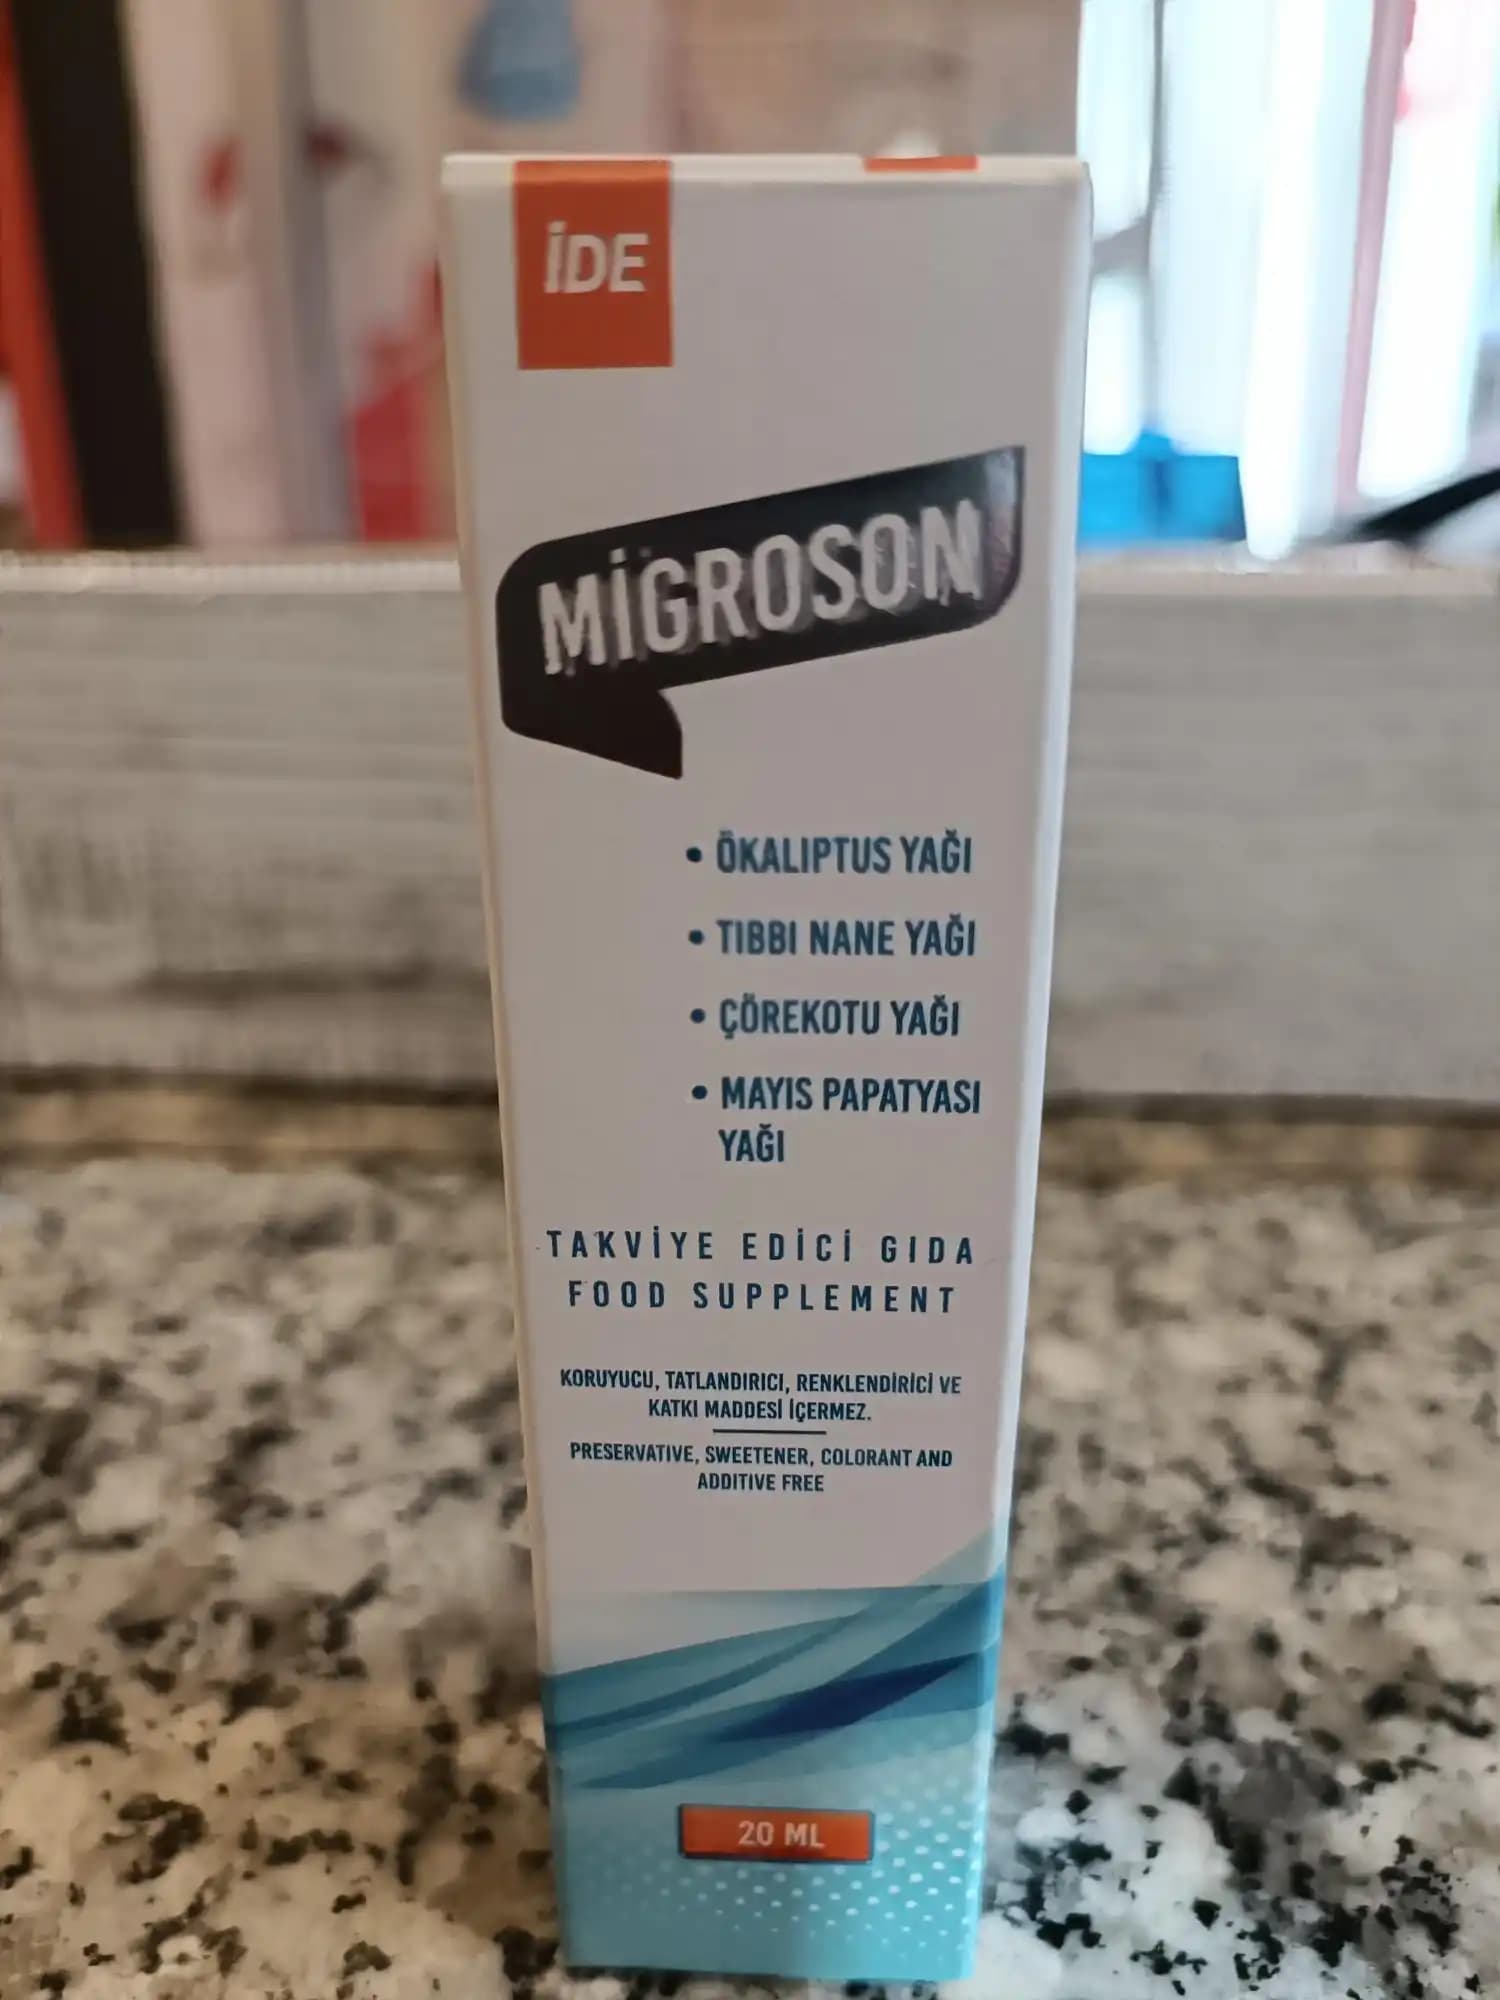 İDE
MİGROSON
• ÖKALIPTUS YAĞI
• TIBBI NANE YAĞI
• ÇÖREKOTU YAĞI
• MAYIS PAPATYASI
YAĞI
TAKVİYE EDİCİ GIDA
FOOD SUPPLEMENT
KORUYUCU, TATLANDIRICI, RENKLENDİRİCİ VE
KATKI MADDESİ İÇERMEZ.
PRESERVATIVE, SWEETENER, COLORANT AND
ADDITIVE FREE
20 ML